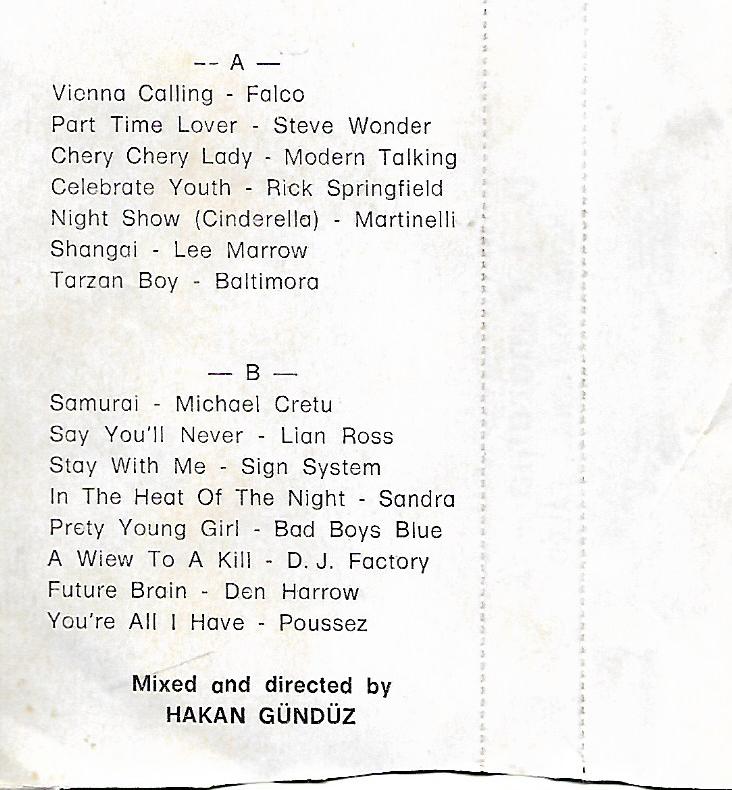 -- A —
Vienna Calling - Falco
Part Time Lover - Steve Wonder
Chery Chery Lady - Modern Talking
Celebrate Youth - Rick Springfield
Night Show (Cinderella) - Martinelli
Shangai - Lee Marrow
Tarzan Boy - Baltimora
— B —
Samurai - Michael Cretu
Say You'll Never - Lian Ross
Stay With Me - Sign System
In The Heat Of The Night - Sandra
Prety Young Girl - Bad Boys Blue
A Wiew To A Kill - D. J. Factory
Future Brain - Den Harrow
You're All I Have - Poussez
Mixed and directed by
HAKAN GÜNDÜZ